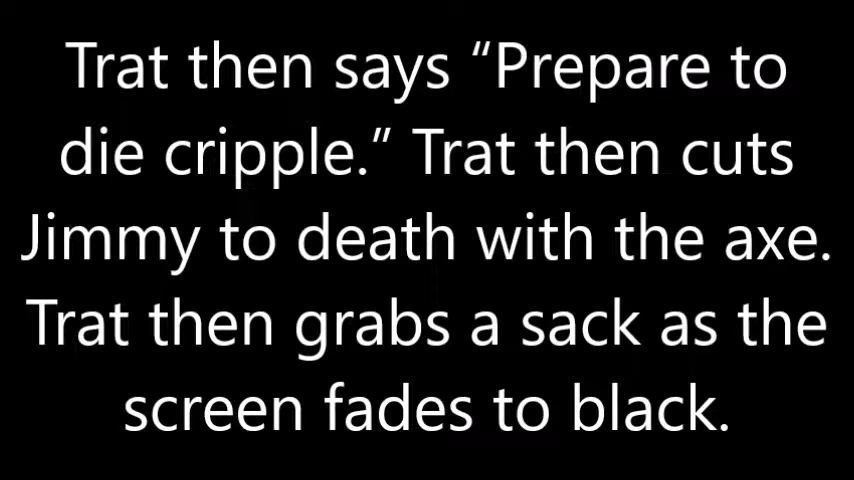 Trat then says “Prepare to
die cripple.” Trat then cuts
Jimmy to death with the axe.
Trat then grabs a sack as the
screen fades to black.